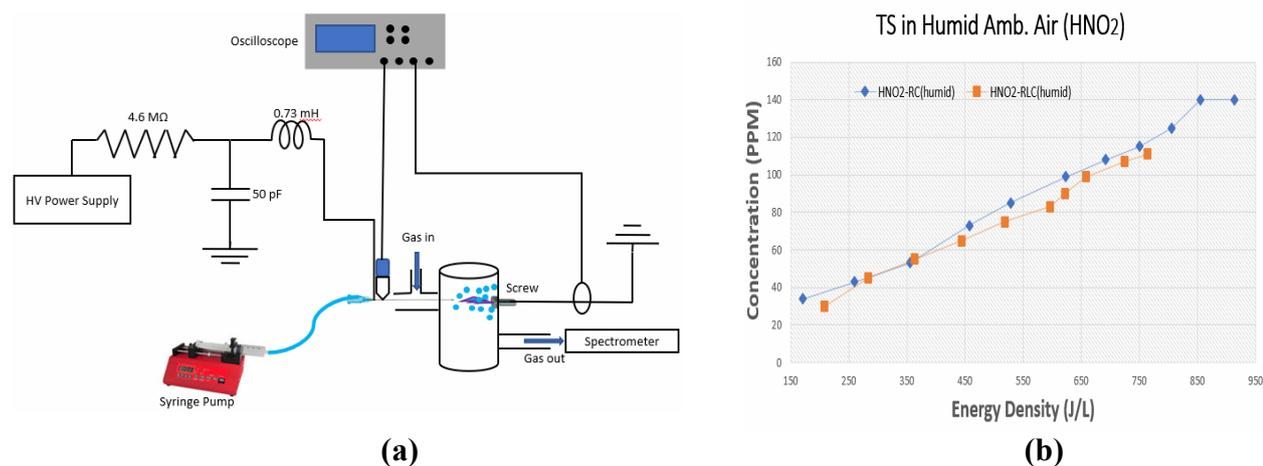 Oscilloscope
4.6 MΩ
0.73 mH
HV Power Supply
50 pF
Gas in
Screw
Spectrometer
Gas out
Syringe Pump
(a)
TS in Humid Amb. Air (HNO2)
HNO2-RC(humid) HNO2-RLC(humid)
Concentration (PPM)
160
140
120
100
80
60
40
20
0
150 250 350 450 550 650 750 850 950
Energy Density (J/L)
(b)